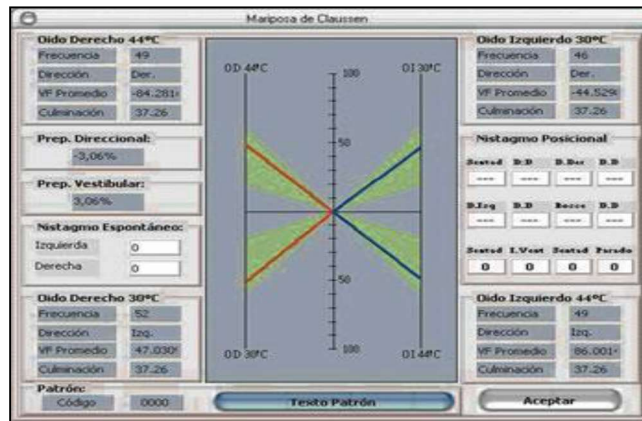 Mariposa de Claussen
Oido Derecho 44ºC
Frecuencia 49
Dirección Der.
VF Promedio -84.281
Culminación 37.26
Prep. Direccional:
-3,06%
Prep. Vestibular:
3,06%
Nistagmo Espontáneo:
Izquierda 0
Derecha 0
Oido Derecho 30ºC
Frecuencia 52
Dirección Izq.
VF Promedio 47.030
Culminación 37.26
Patrón:
Código 0000
OD 44ºC 100 OI 30ºC
50
50
OD 30ºC 100 OI 44ºC
Texto Patrón
Oido Izquierdo 30ºC
Frecuencia 46
Dirección Der.
VF Promedio -44.529
Culminación 37.26
Nistagmo Posicional
Sentad D.D D.Der D.D
--- --- --- ---
D.Izq D.D Rosse D.D
--- --- --- ---
Sentad I.Vent Sentad Parado
0 0 0 0
Oido Izquierdo 44ºC
Frecuencia 49
Dirección Izq.
VF Promedio 86.001
Culminación 37.26
Aceptar